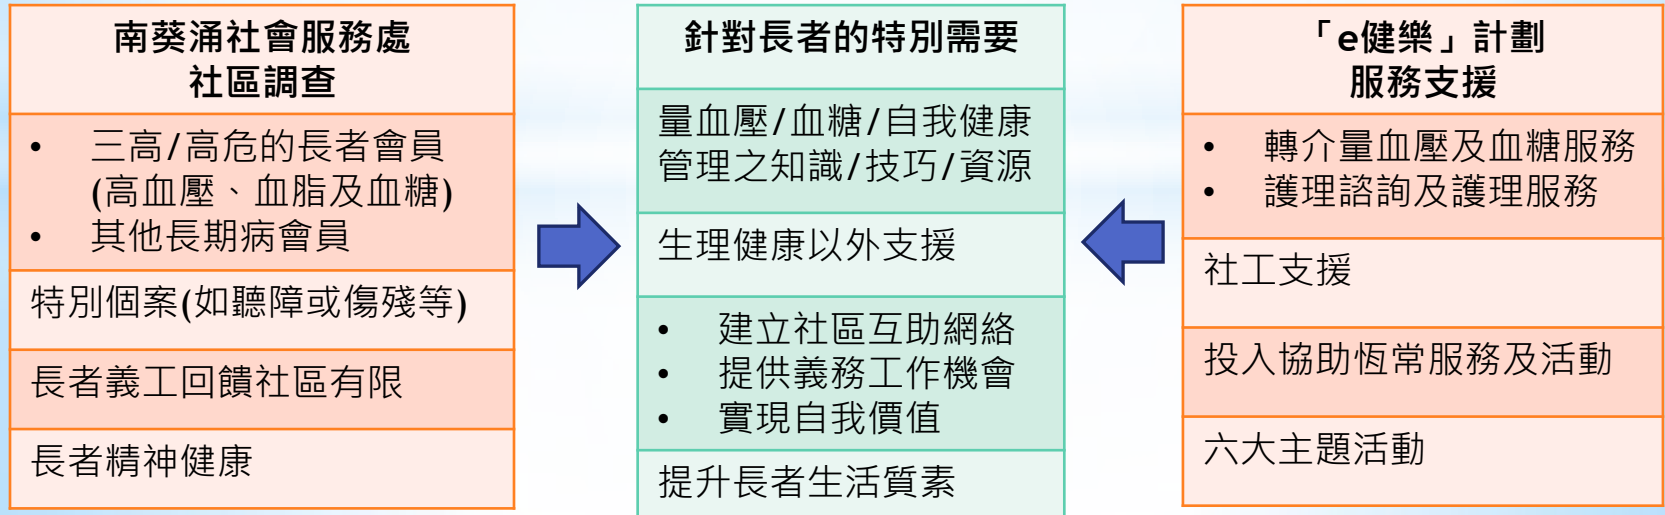 南葵涌社會服務處
社區調查
• 三高/高危的長者會員
(高血壓、血脂及血糖)
• 其他長期病會員
特別個案(如聽障或傷殘等)
長者義工回饋社區有限
長者精神健康
針對長者的特別需要
量血壓/血糖/自我健康
管理之知識/技巧/資源
生理健康以外支援
• 建立社區互助網絡
• 提供義務工作機會
• 實現自我價值
提升長者生活質素
「e健樂」計劃
服務支援
• 轉介量血壓及血糖服務
• 護理諮詢及護理服務
社工支援
投入協助恆常服務及活動
六大主題活動